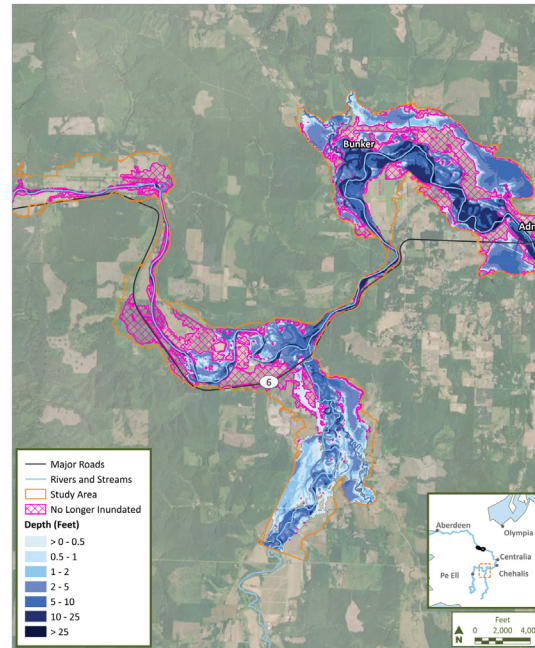 Bunker
Adn
6
Major Roads
Rivers and Streams
Study Area
No Longer Inundated
Depth (Feet)
> 0 - 0.5
0.5 - 1
1 - 2
2 - 5
5 - 10
10 - 25
> 25
Aberdeen
Olympia
Centralia
Chehalis
Pe Ell
Feet
N
0 2,000 4,00